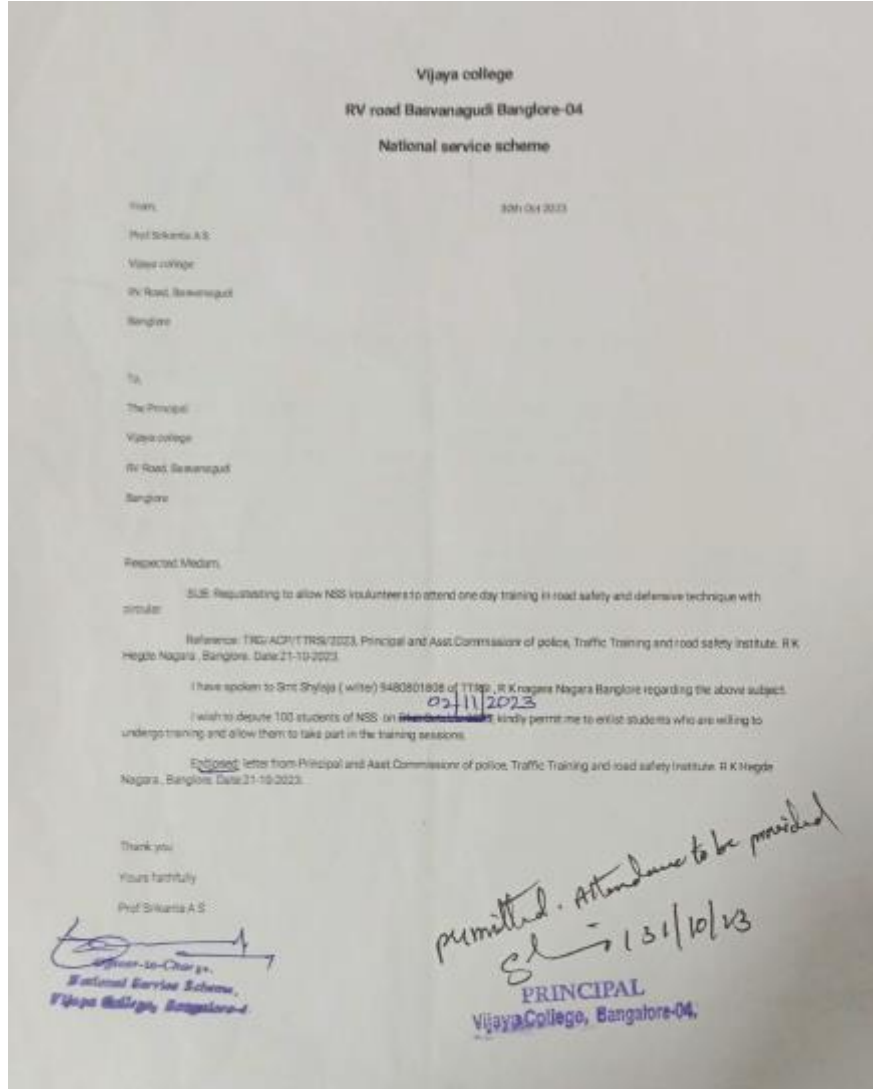 Vijaya college
RV road Basvanagudi Banglore-04
National service scheme
From, 30th Oct 2023
Prof Srikanta A.S
Vijaya college
RV Road, Basavanagudi
Banglore
To,
The Principal
Vijaya college
RV Road, Basavanagudi
Banglore
Respected Madam,
SUB: Requstesting to allow NSS voulunteers to attend one day training in road safety and defensive technique with
circular
Reference: TRG/ACP/TTRSI/2023, Principal and Asst.Commissionr of police, Traffic Training and road safety institute. R K
Hegde Nagara , Banglore. Date:21-10-2023.
I have spoken to Smt Shylaja ( writer) 9480801808 of TTRSI , R K nagara Nagara Banglore regarding the above subject.
02/11/2023
I wish to depute 100 students of NSS on kindly permit me to enlist students who are willing to
undergo training and allow them to take part in the training sessions.
Enclosed: letter from Principal and Asst Commissionr of police, Traffic Training and road safety Institute. R K Hegde
Nagara , Banglore. Date:21-10-2023.
Thank you
Yours faithfully
Prof Srikanta A S
permitted. Attendance to be provided
31/10/23
Officer-in-Charge,
National Service Scheme,
Vijaya College, Bangalore-4
PRINCIPAL
Vijaya College, Bangalore-04.